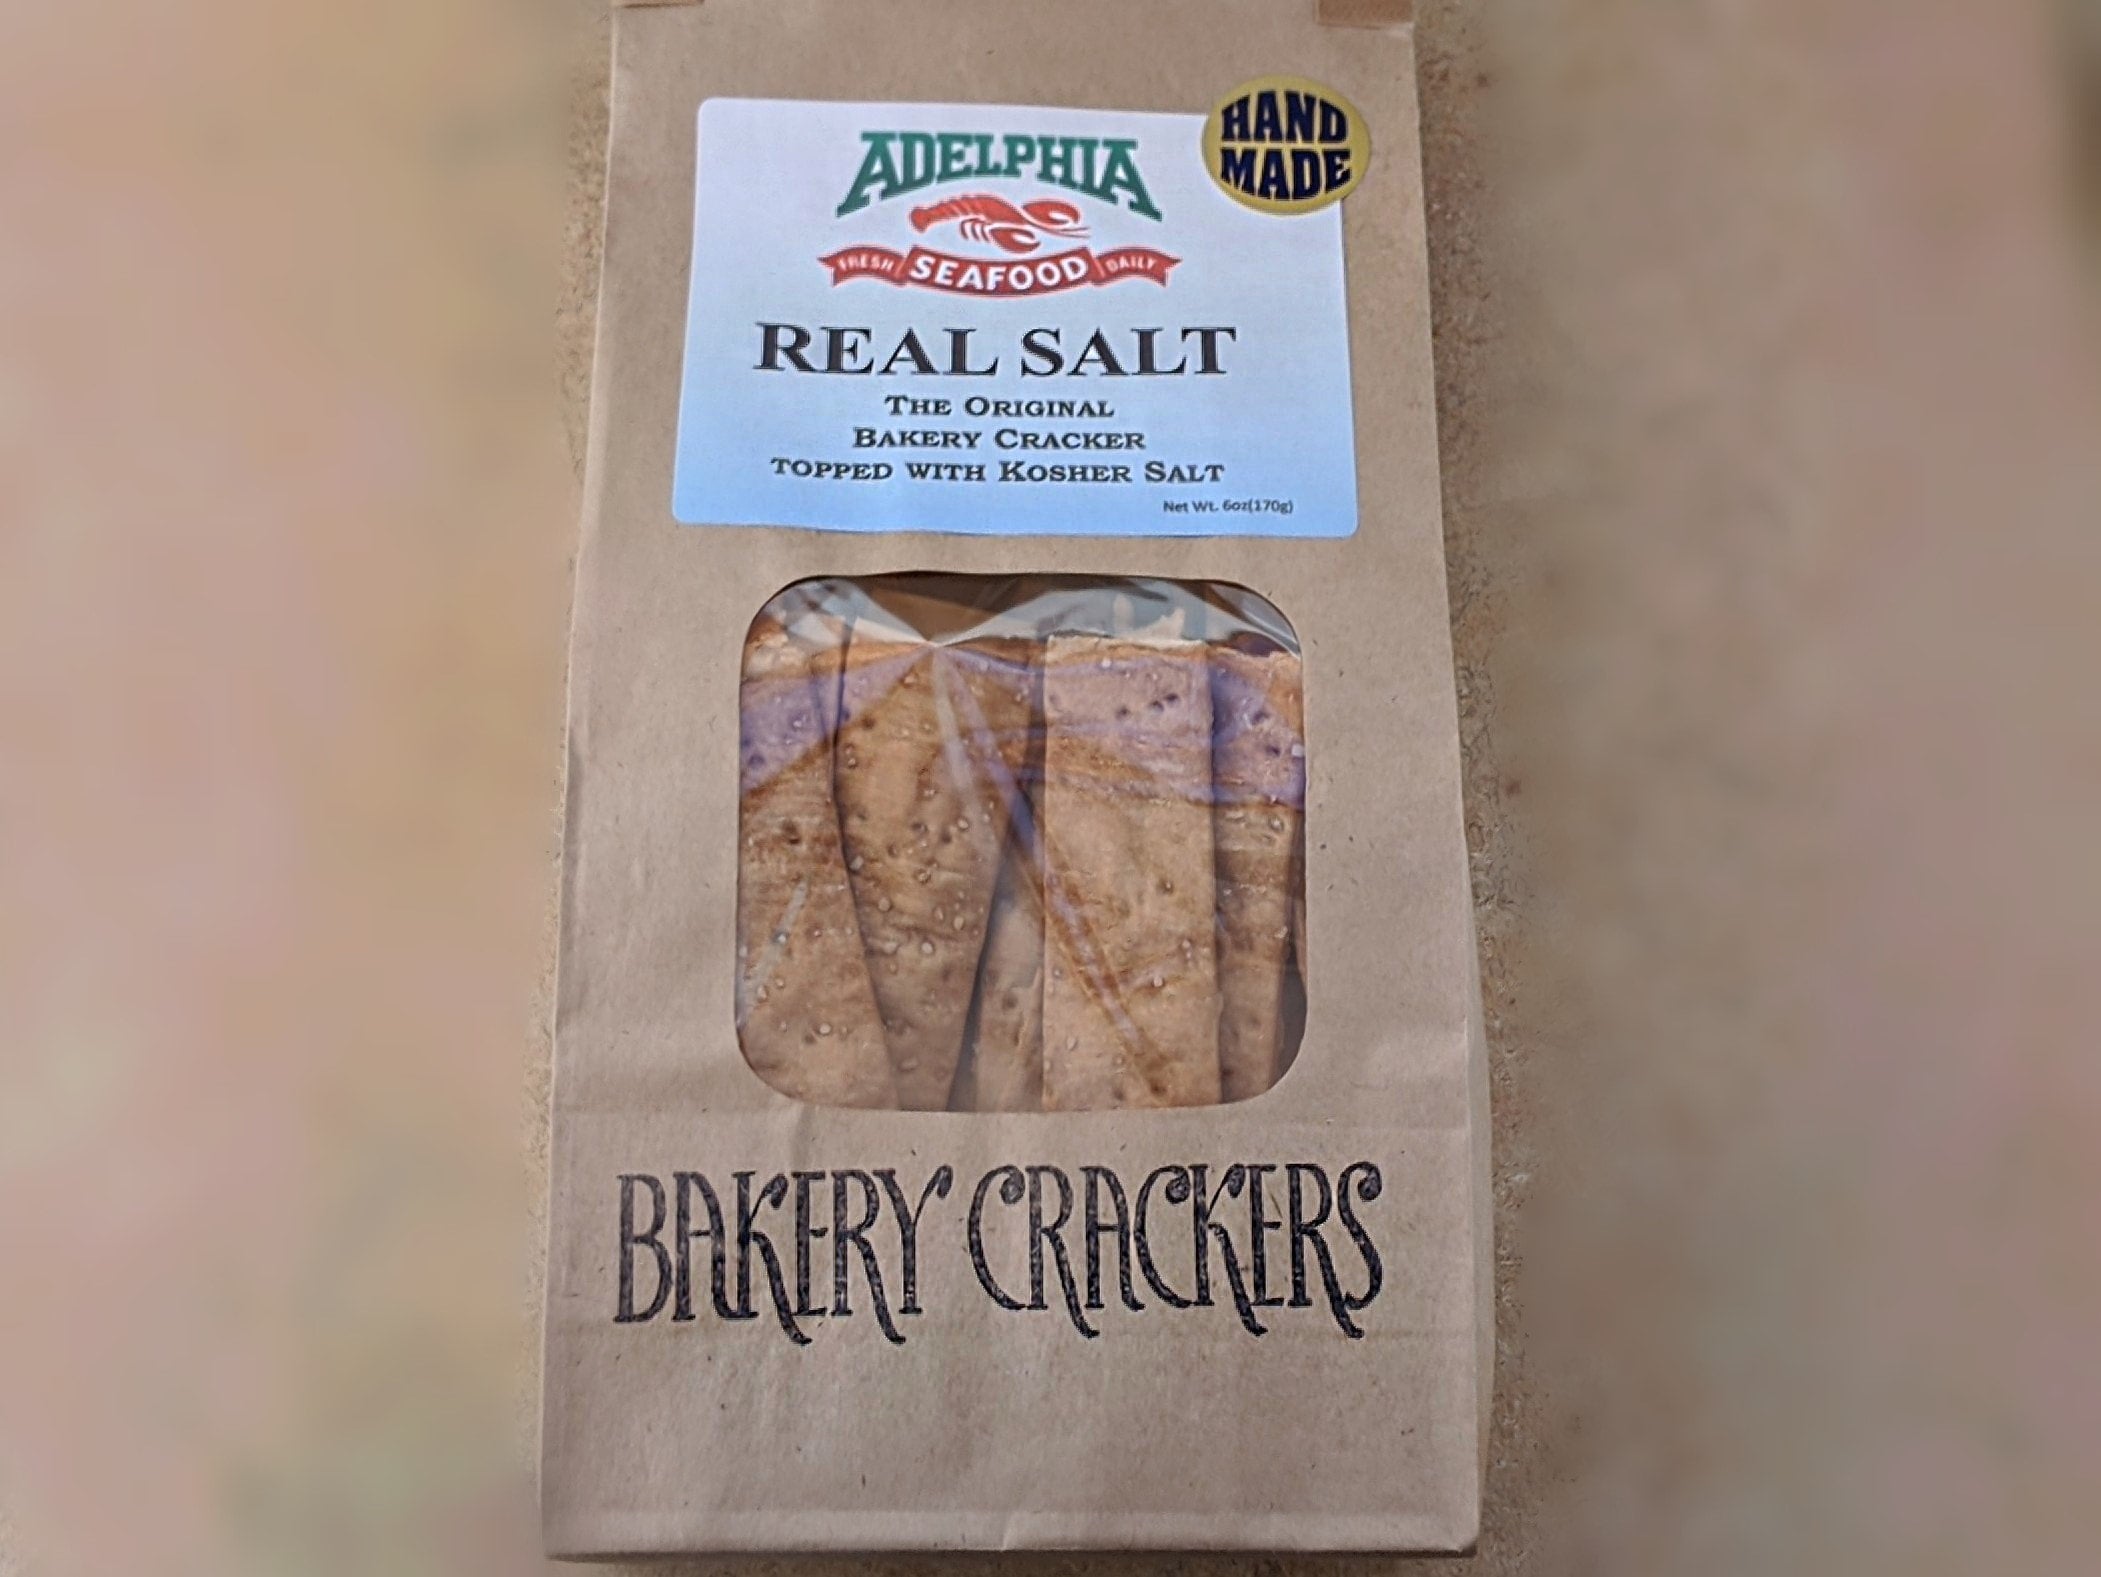 HAND
MADE
ADELPHIA
FRESH SEAFOOD DAILY
REAL SALT
THE ORIGINAL
BAKERY CRACKER
TOPPED WITH KOSHER SALT
Net Wt. 6oz(170g)
BAKERY CRACKERS